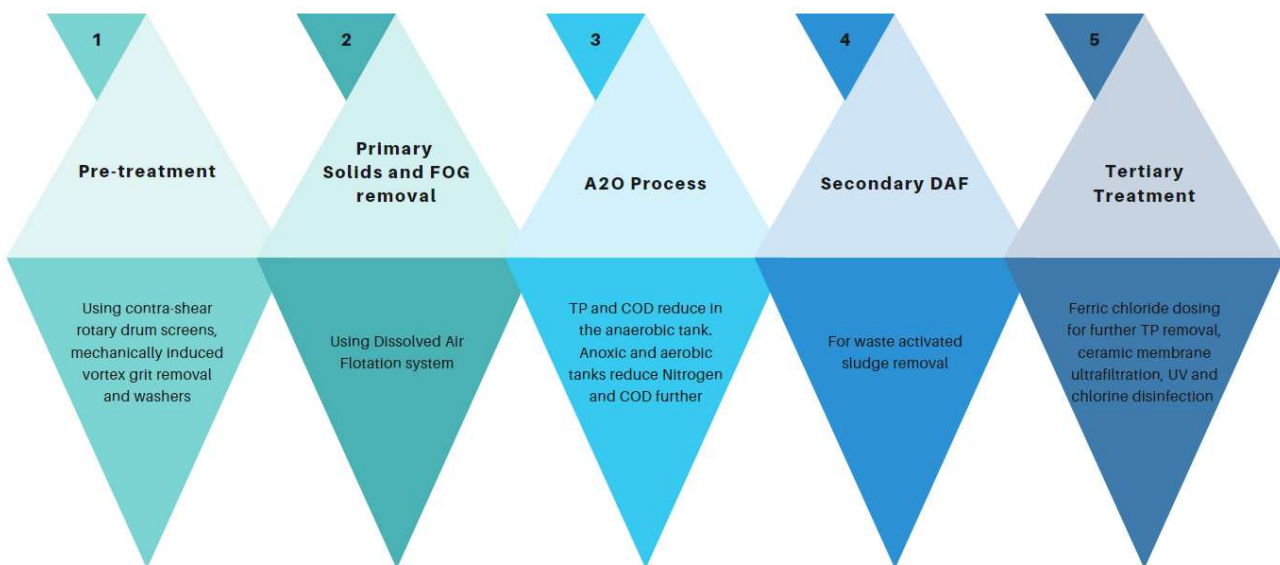 1
Pre-treatment
Using contra-shear
rotary drum screens,
mechanically induced
vortex grit removal
and washers
2
Primary
Solids and FOG
removal
Using Dissolved Air
Flotation system
3
A2O Process
TP and COD reduce in
the anaerobic tank.
Anoxic and aerobic
tanks reduce Nitrogen
and COD further
4
Secondary DAF
For waste activated
sludge removal
5
Tertiary
Treatment
Ferric chloride dosing
for further TP removal,
ceramic membrane
ultrafiltration, UV and
chlorine disinfection